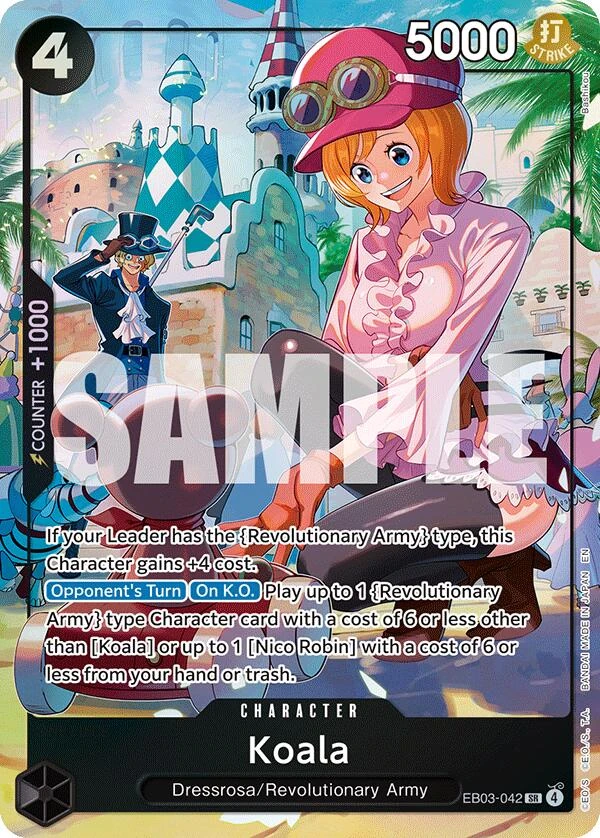 4
5000
打
STRIKE
Bashikou
COUNTER +1000
SAMPLE
If your Leader has the {Revolutionary Army} type, this
Character gains +4 cost.
Opponent's Turn On K.O. Play up to 1 {Revolutionary
Army} type Character card with a cost of 6 or less other
than [Koala] or up to 1 [Nico Robin] with a cost of 6 or
less from your hand or trash.
CHARACTER
Koala
Dressrosa/Revolutionary Army
EB03-042 SR 4
©E.O/S ©E.O./S., T.A. BANDAI MADE IN JAPAN EN